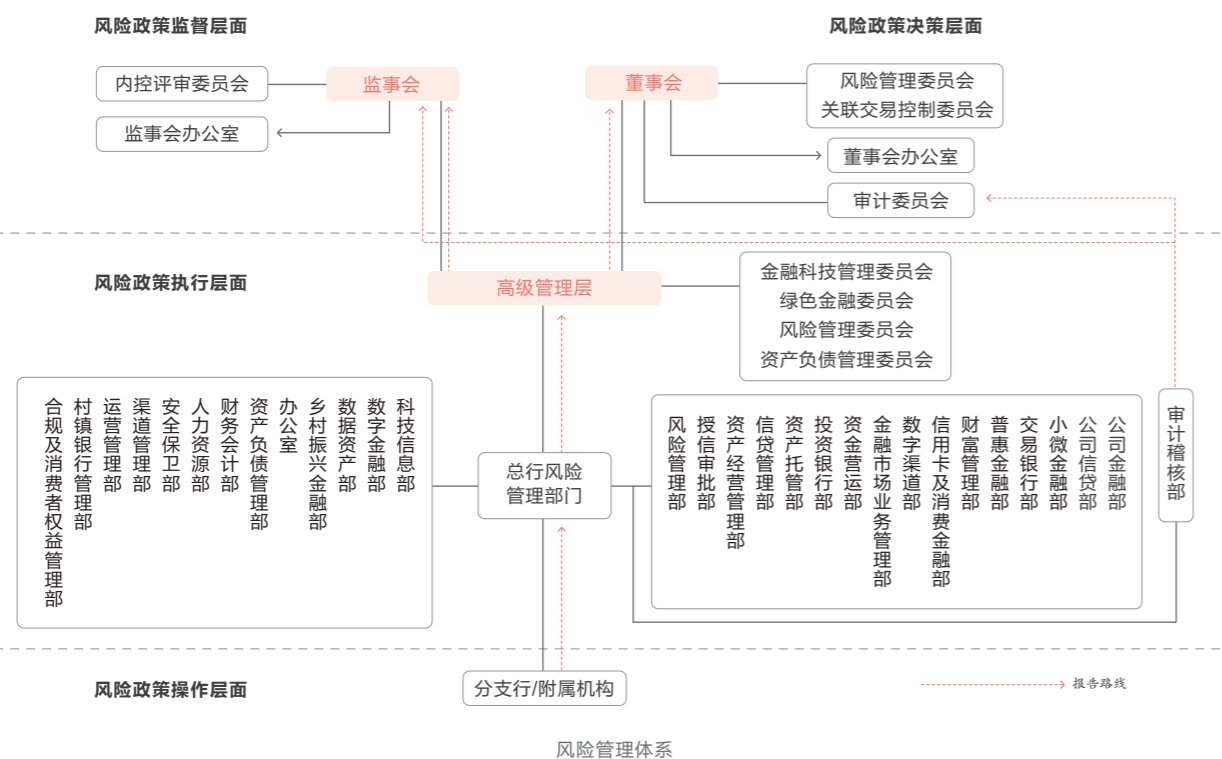 风险政策监督层面
风险政策决策层面
内控评审委员会
监事会
董事会
风险管理委员会
关联交易控制委员会
监事会办公室
董事会办公室
审计委员会
风险政策执行层面
高级管理层
金融科技管理委员会
绿色金融委员会
风险管理委员会
资产负债管理委员会
合规及消费者权益管理部
村镇银行管理部
运营管理部
渠道管理部
安全保卫部
人力资源部
财务会计部
资产负债管理部
办公室
乡村振兴金融部
数据资产部
数字金融部
科技信息部
总行风险
管理部门
风险管理部
授信审批部
资产经营管理部
信贷管理部
资产托管部
投资银行部
资金营运部
金融市场业务管理部
数字渠道部
信用卡及消费金融部
财富管理部
普惠金融部
交易银行部
小微金融部
公司信贷部
公司金融部
审计稽核部
风险政策操作层面
分支行/附属机构
报告路线
风险管理体系